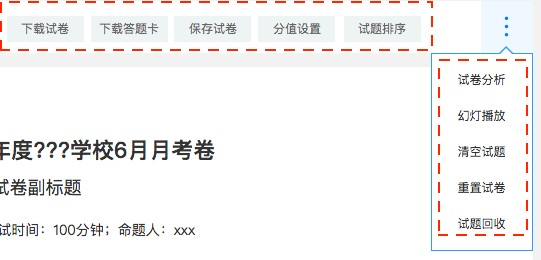 下载试卷 下载答题卡 保存试卷 分值设置 试题排序
试卷分析
幻灯播放
清空试题
重置试卷
试题回收
年度???学校6月月考卷
试卷副标题
试时间：100分钟；命题人：xxx